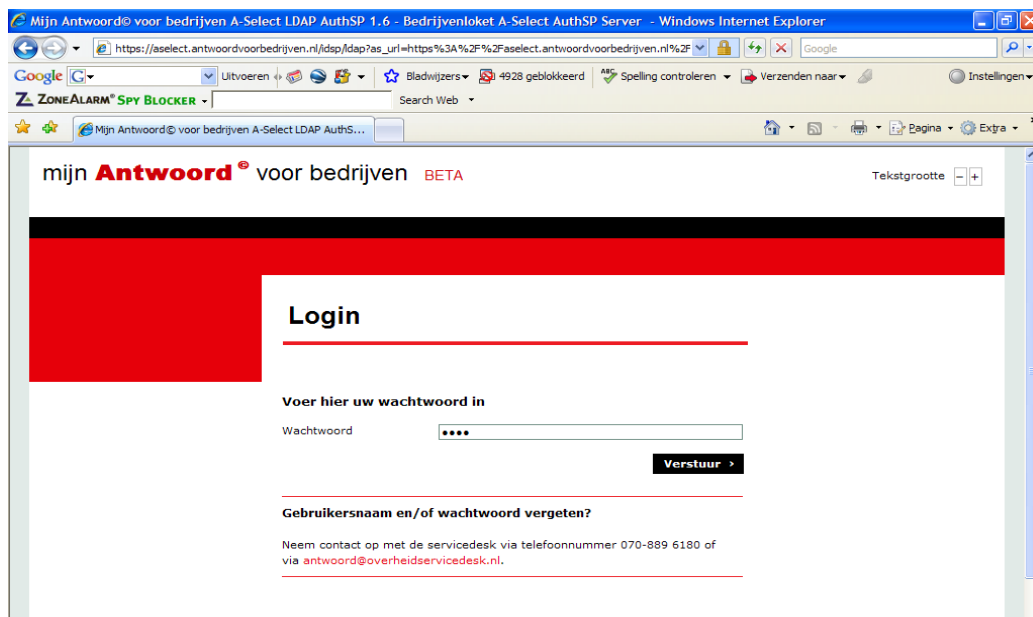 Mijn Antwoord© voor bedrijven A-Select LDAP AuthSP 1.6 - Bedrijvenloket A-Select AuthSP Server - Windows Internet Explorer
https://aselect.antwoordvoorbedrijven.nl/idsp/ldap?as_url=https%3A%2F%2Faselect.antwoordvoorbedrijven.nl%2F
Google
Google G Uitvoeren Bladwijzers 4928 geblokkeerd ABC Spelling controleren Verzenden naar Instellingen
ZA ZONEALARM® SPY BLOCKER Search Web
Mijn Antwoord© voor bedrijven A-Select LDAP AuthS...
Pagina Extra
mijn Antwoord© voor bedrijven BETA
Tekstgrootte - +
Login
Voer hier uw wachtwoord in
Wachtwoord ••••
Verstuur ›
Gebruikersnaam en/of wachtwoord vergeten?
Neem contact op met de servicedesk via telefoonnummer 070-889 6180 of
via antwoord@overheidservicedesk.nl.